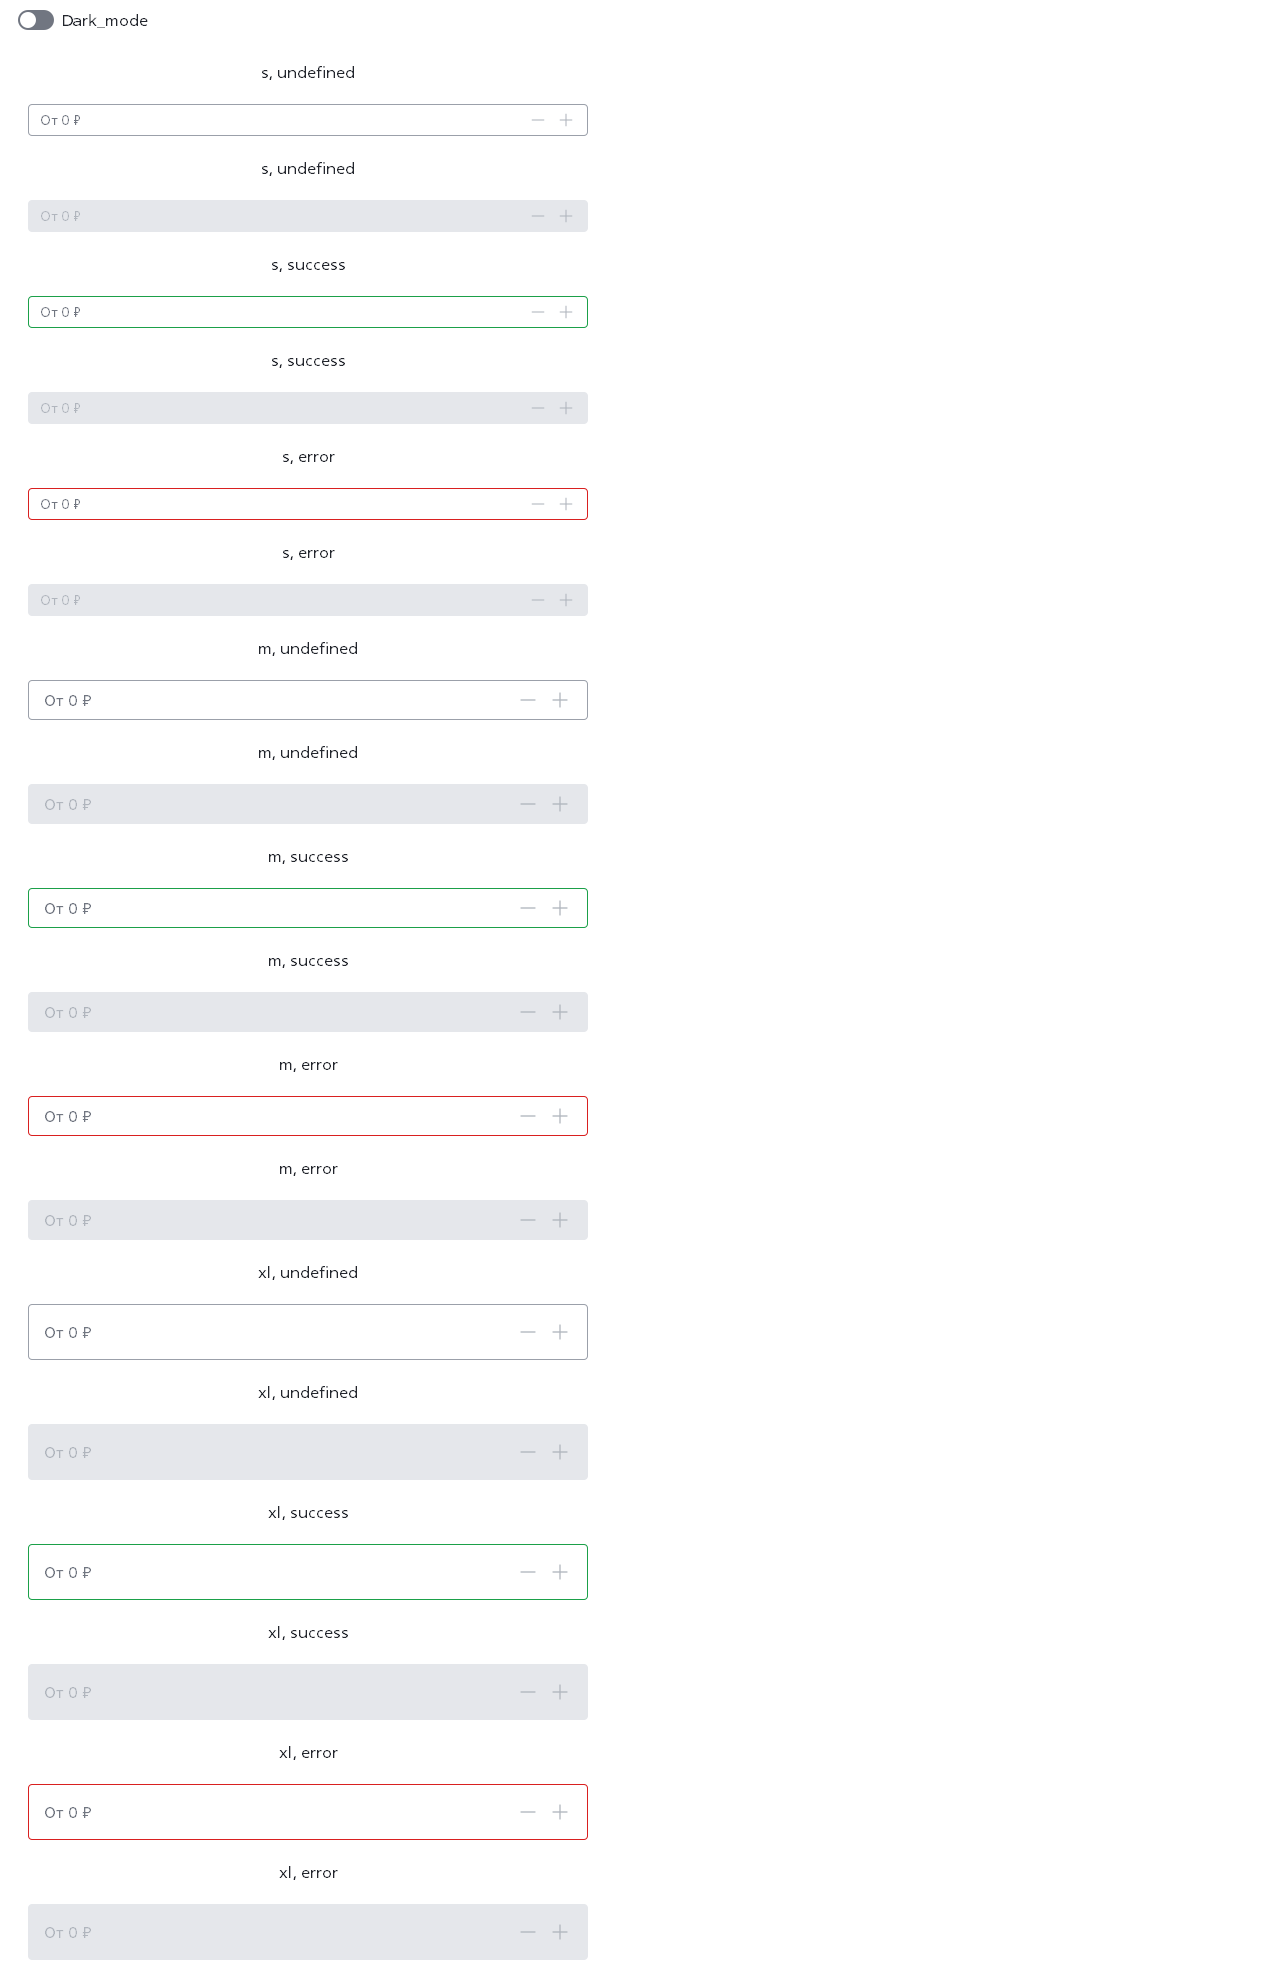 Dark_mode
s, undefined
От 0 ₽
s, undefined
От 0 ₽
s, success
От 0 ₽
s, success
От 0 ₽
s, error
От 0 ₽
s, error
От 0 ₽
m, undefined
От 0 ₽
m, undefined
От 0 ₽
m, success
От 0 ₽
m, success
От 0 ₽
m, error
От 0 ₽
m, error
От 0 ₽
xl, undefined
От 0 ₽
xl, undefined
От 0 ₽
xl, success
От 0 ₽
xl, success
От 0 ₽
xl, error
От 0 ₽
xl, error
От 0 ₽